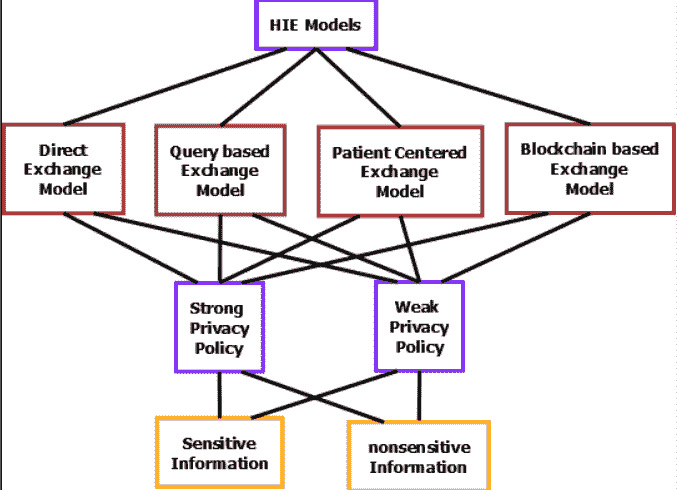 HIE Models
Direct
Exchange
Model
Query based
Exchange
Model
Patient Centered
Exchange
Model
Blockchain based
Exchange
Model
Strong
Privacy
Policy
Weak
Privacy
Policy
Sensitive
Information
nonsensitive
Information